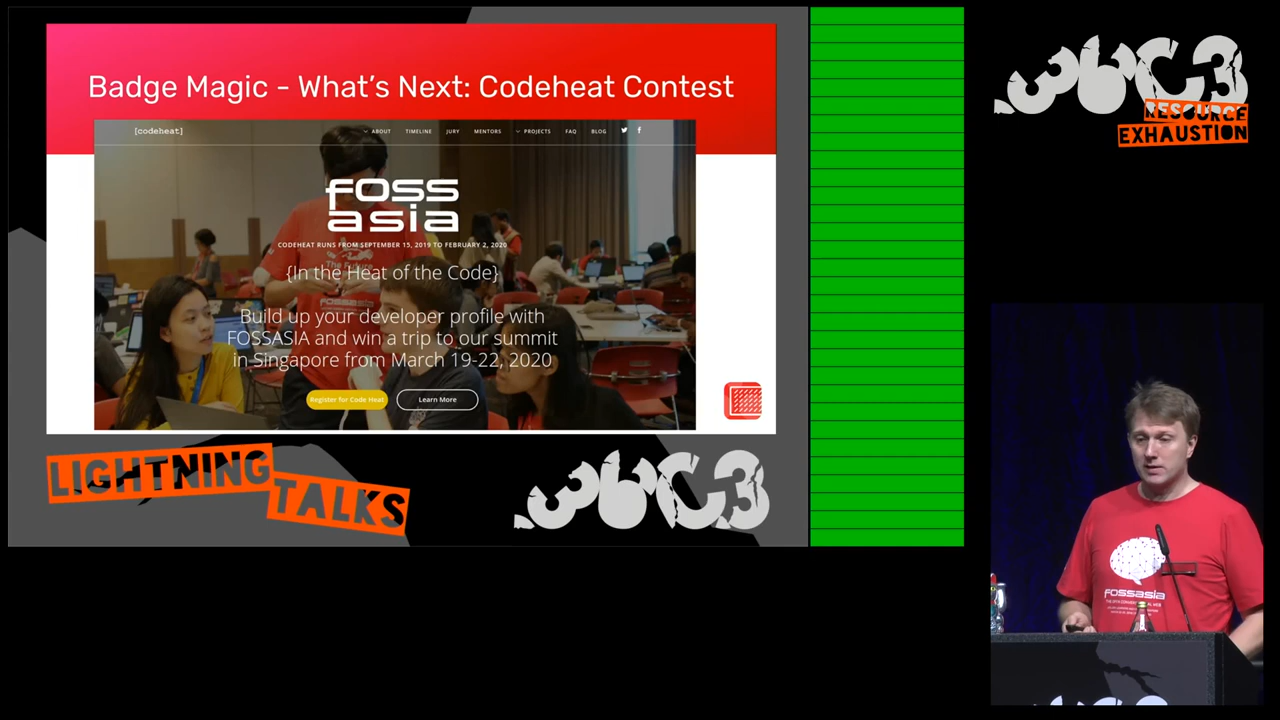 Badge Magic - What's Next: Codeheat Contest
[codeheat]
ABOUT
TIMELINE
JURY
MENTORS
PROJECTS
FAQ
BLOG
FOSS
asia
CODEHEAT RUNS FROM SEPTEMBER 15, 2019 TO FEBRUARY 2, 2020
{In the Heat of the Code}
Build up your developer profile with
FOSSASIA and win a trip to our summit
in Singapore from March 19-22, 2020
Register for Code Heat
Learn More
LIGHTNING
TALKS
36C3
36C3
RESOURCE
EXHAUSTION
fossasia